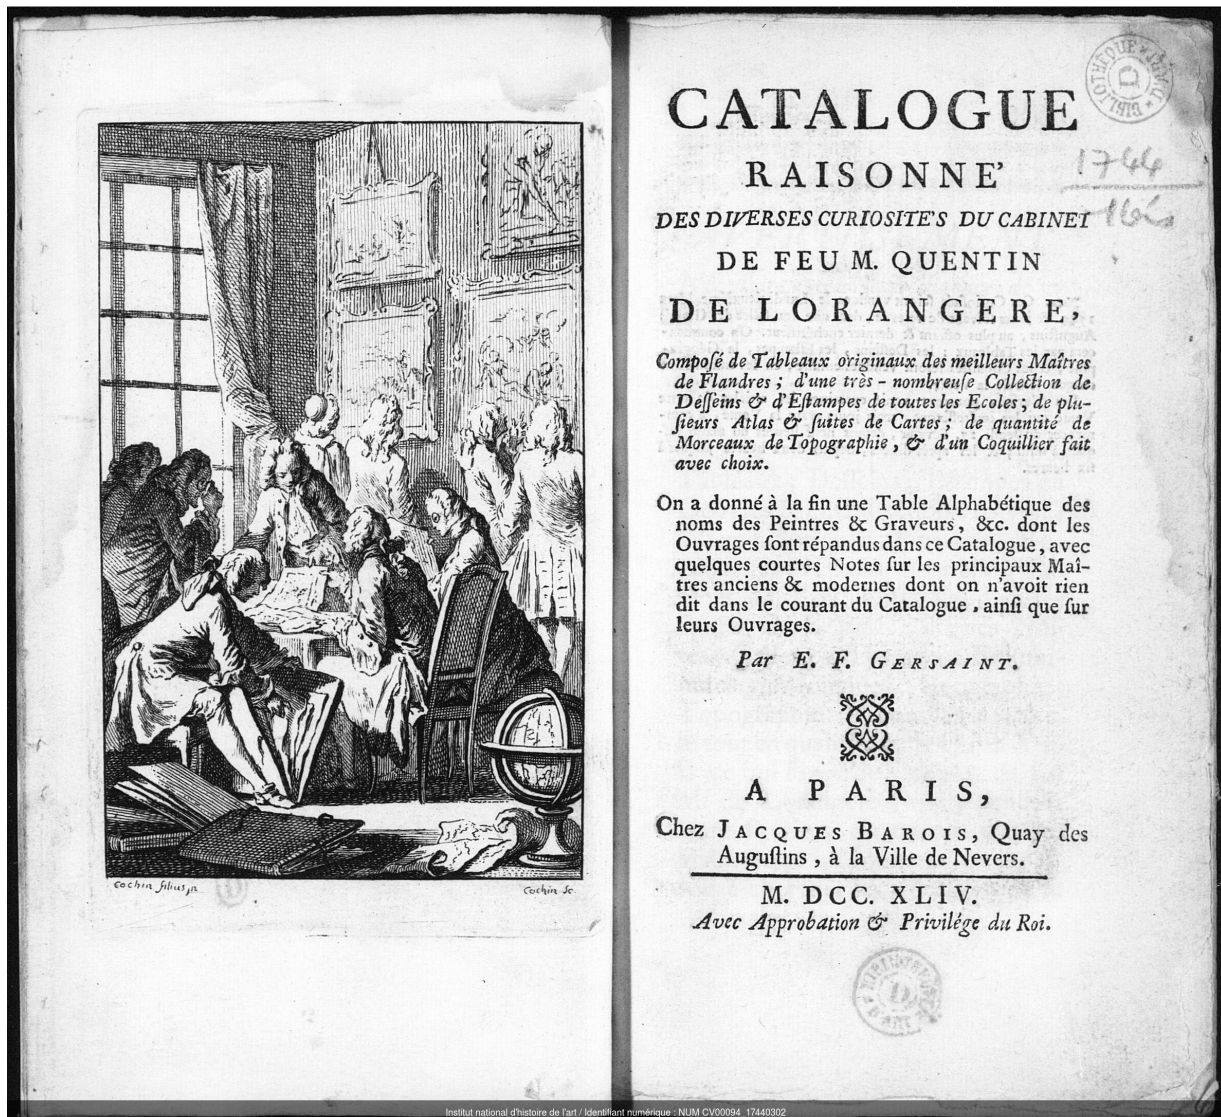 Cochin filius, in
Cochin Sc.
CATALOGUE
RAISONNE'
DES DIVERSES CURIOSITE'S DU CABINET
DE FEU M. QUENTIN
DE LORANGERE,
Compoſé de Tableaux originaux des meilleurs Maîtres
de Flandres ; d'une très-nombreuſe Collection de
Deſſeins & d'Eſtampes de toutes les Ecoles ; de plu-
ſieurs Atlas & ſuites de Cartes ; de quantité de
Morceaux de Topographie, & d'un Coquillier fait
avec choix.
On a donné à la fin une Table Alphabétique des
noms des Peintres & Graveurs, &c. dont les
Ouvrages ſont répandus dans ce Catalogue, avec
quelques courtes Notes ſur les principaux Maî-
tres anciens & modernes dont on n'avoit rien
dit dans le courant du Catalogue, ainſi que ſur
leurs Ouvrages.
Par E. F. GERSAINT.
A PARIS,
Chez JACQUES BAROIS, Quay des
Auguſtins, à la Ville de Nevers.
M. DCC. XLIV.
Avec Approbation & Privilége du Roi.
BIBLIOTHÈQUE D'ART
D
1744
BIBLIOTHÈQUE D'ART
D
Institut national d'histoire de l'art / Identifiant numérique : NUM CV00094_17440302